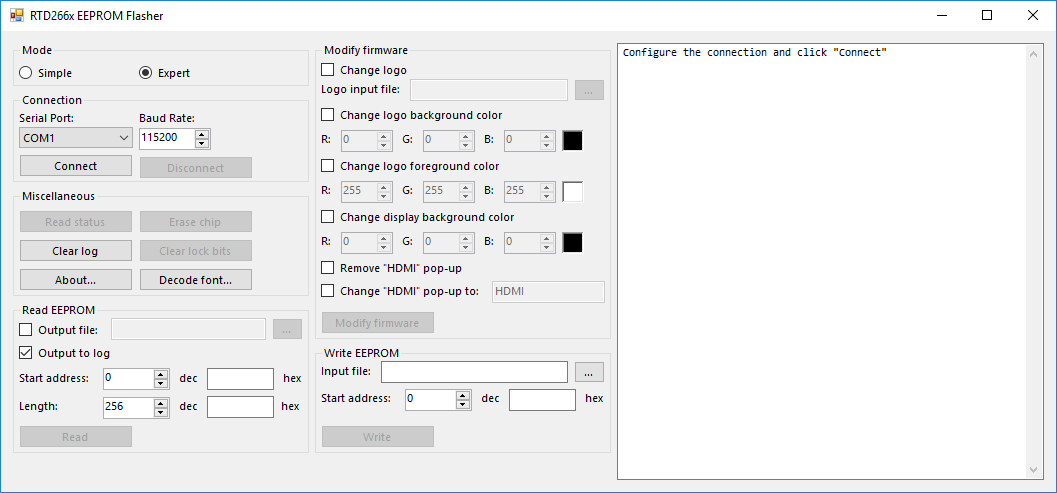 RTD266x EEPROM Flasher
Mode
Simple
Expert
Connection
Serial Port:
Baud Rate:
COM1
115200
Connect
Disconnect
Miscellaneous
Read status
Erase chip
Clear log
Clear lock bits
About...
Decode font...
Read EEPROM
Output file:
...
Output to log
Start address:
0
dec
hex
Length:
256
dec
hex
Read
Modify firmware
Change logo
Logo input file:
...
Change logo background color
R:
0
G:
0
B:
0
Change logo foreground color
R:
255
G:
255
B:
255
Change display background color
R:
0
G:
0
B:
0
Remove "HDMI" pop-up
Change "HDMI" pop-up to:
HDMI
Modify firmware
Write EEPROM
Input file:
...
Start address:
0
dec
hex
Write
Configure the connection and click "Connect"